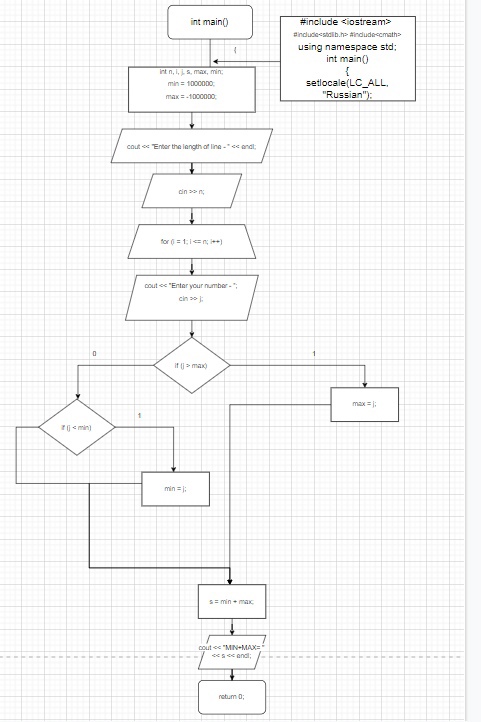 int main()
#include <iostream>
#include<stdlib.h> #include<cmath>
using namespace std;
int main()
{
setlocale(LC_ALL,
"Russian");
{
int n, i, j, s, max, min;
min = 1000000;
max = -1000000;
cout << "Enter the length of line - " << endl;
cin >> n;
for (i = 1; i <= n; i++)
cout << "Enter your number - ";
cin >> j;
if (j > max)
0
1
max = j;
if (j < min)
1
min = j;
s = min + max;
cout << "MIN+MAX="
<< s << endl;
return 0;